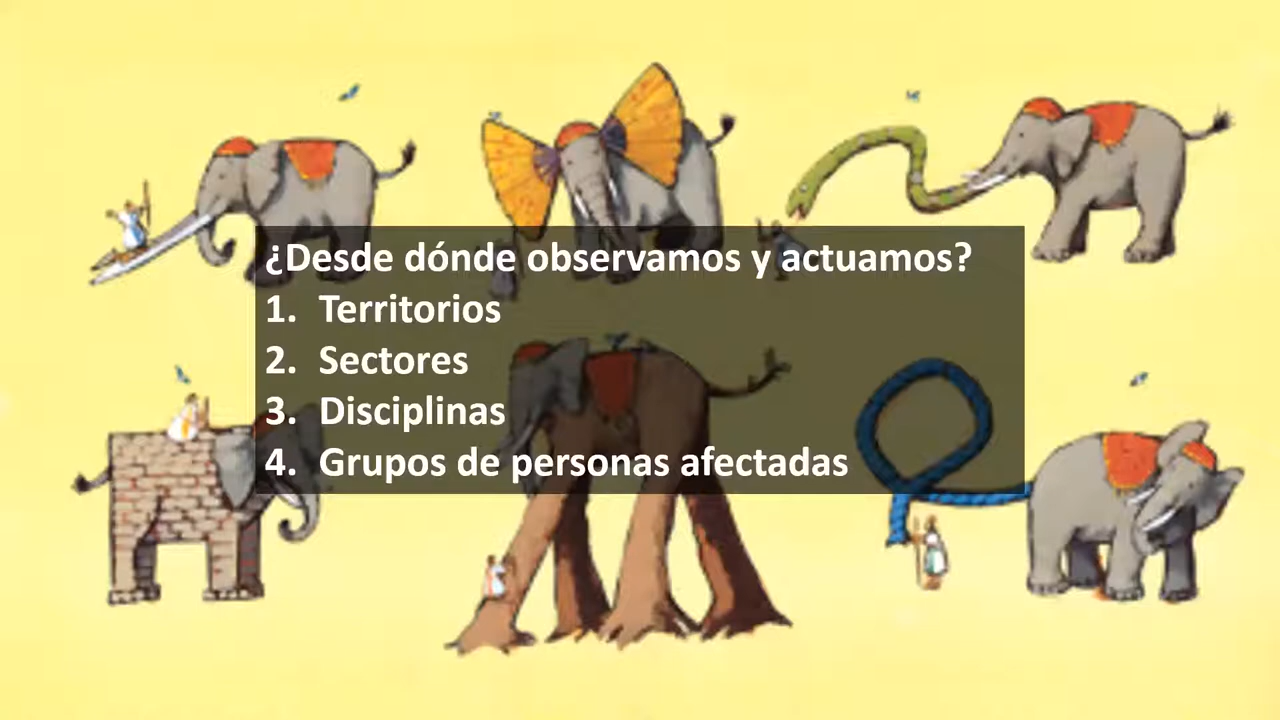 ¿Desde dónde observamos y actuamos?
1. Territorios
2. Sectores
3. Disciplinas
4. Grupos de personas afectadas